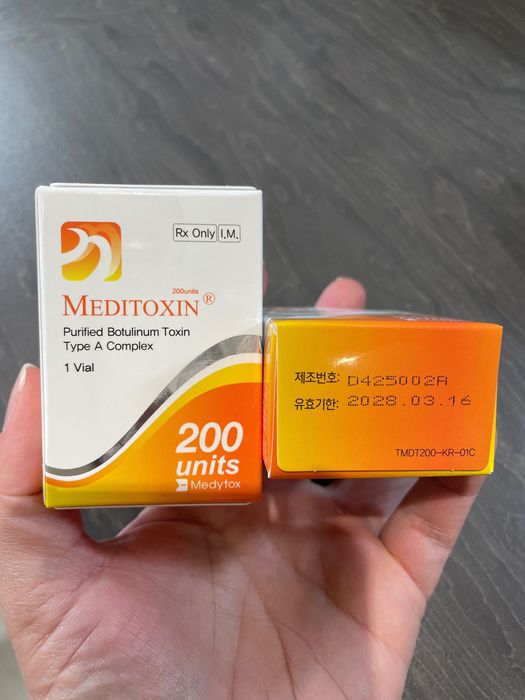 Rx Only I.M.
200units
MEDITOXIN®
Purified Botulinum Toxin
Type A Complex
1 Vial
200
units
Medytox
제조번호: D425002A
유효기한: 2028.03.16
TMDT200-KR-01C